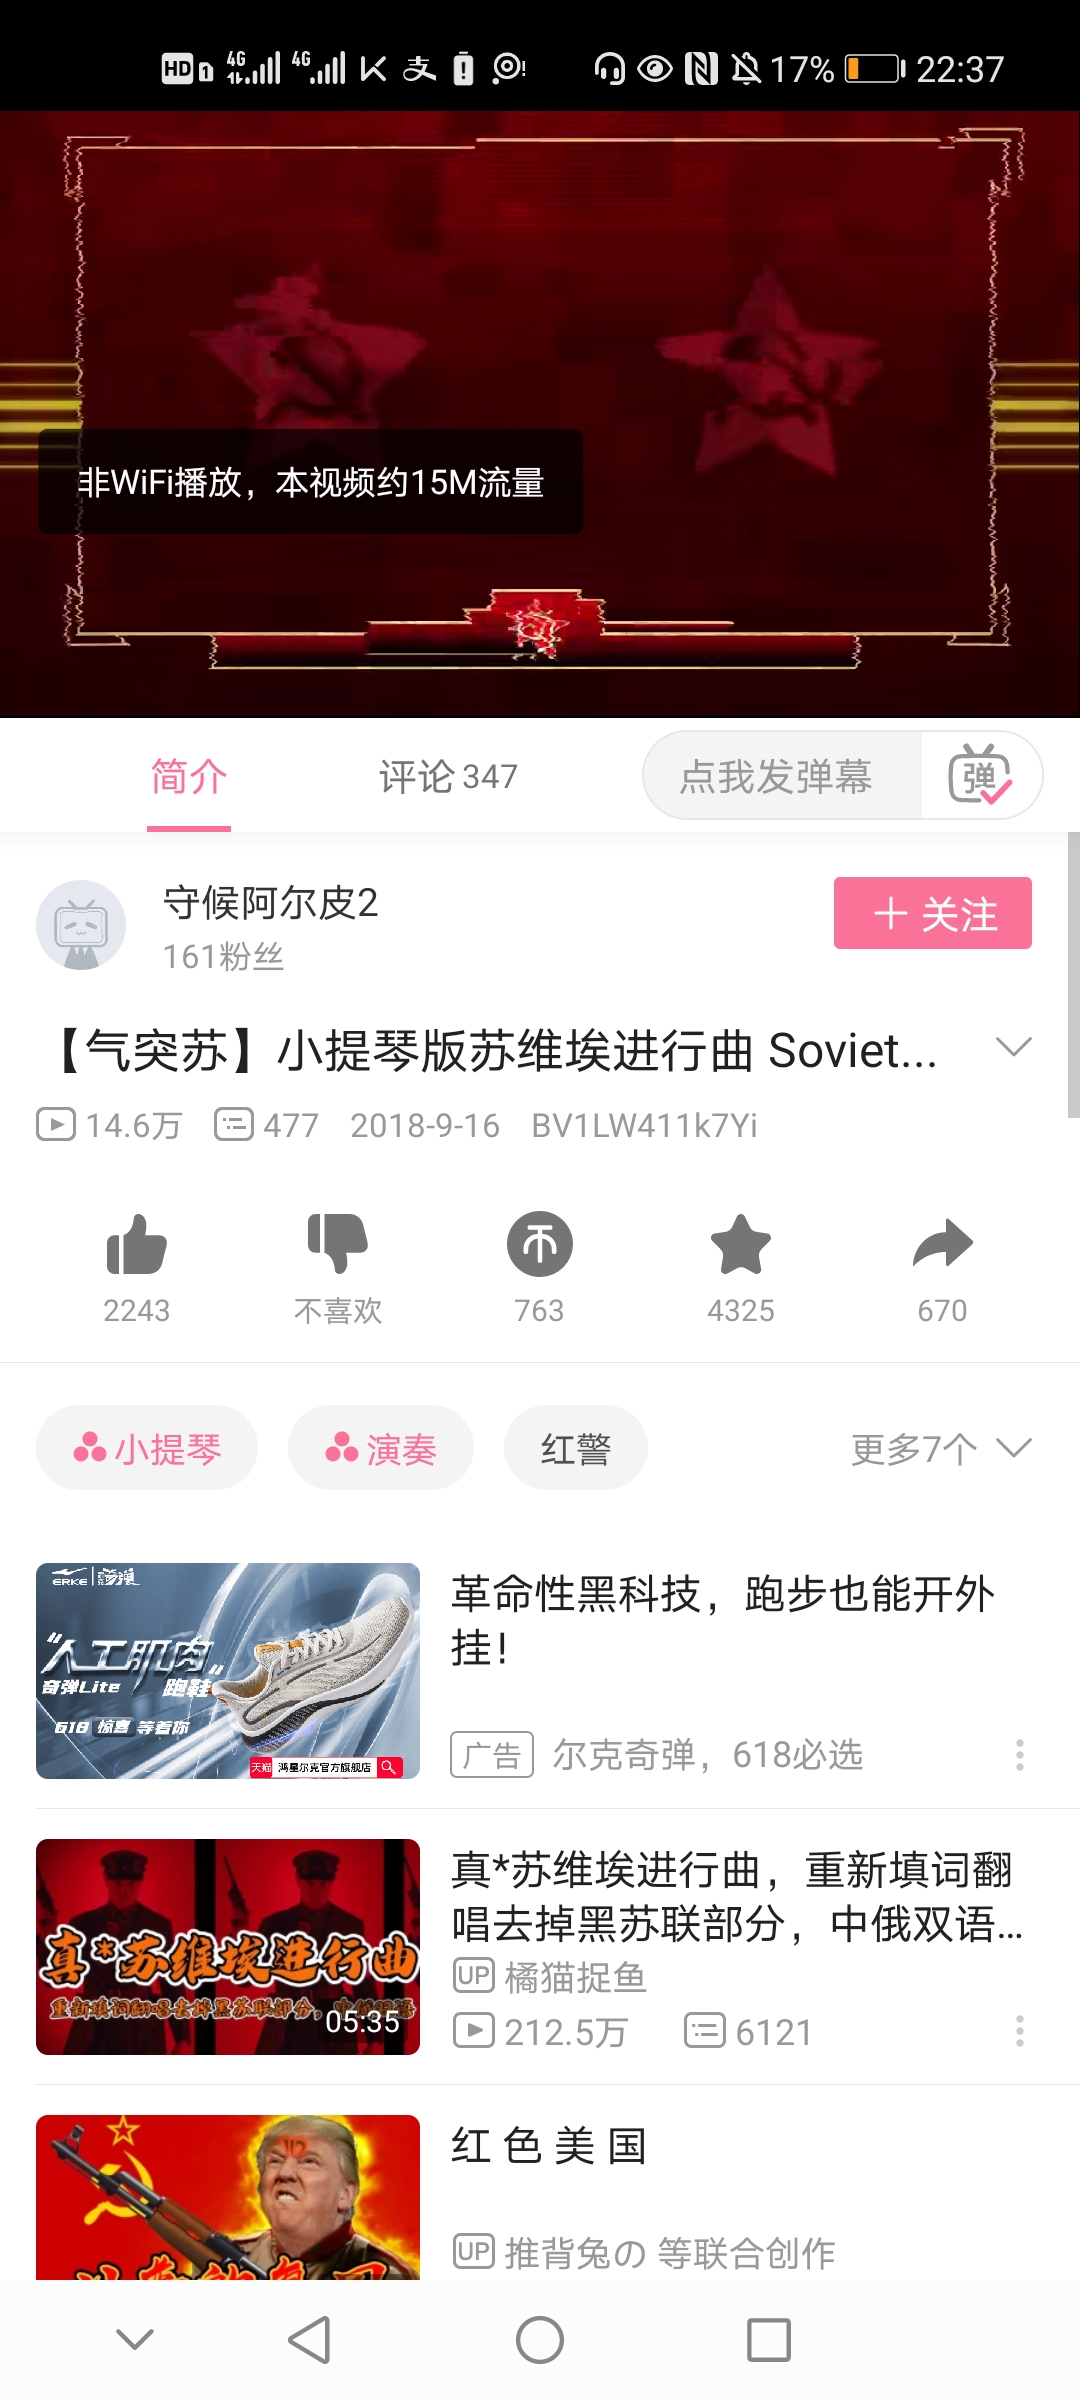 HD 1 4G 4G 支 17% 22:37
非WiFi播放，本视频约15M流量
简介 评论 347 点我发弹幕 弹
守候阿尔皮2
161粉丝
+ 关注
【气突苏】小提琴版苏维埃进行曲 Soviet...
14.6万 477 2018-9-16 BV1LW411k7Yi
2243 不喜欢 763 4325 670
小提琴 演奏 红警 更多7个
ERKE 奇弹
"人工肌肉"
奇弹Lite 跑鞋
618 惊喜 等着你
天猫 鸿星尔克官方旗舰店
革命性黑科技，跑步也能开外
挂！
广告 尔克奇弹，618必选
真*苏维埃进行曲
重新填词翻唱去掉黑苏联部分，中俄双语
05:35
真*苏维埃进行曲，重新填词翻
唱去掉黑苏联部分，中俄双语...
UP 橘猫捉鱼
212.5万 6121
红 色 美 国
UP 推背兔の 等联合创作